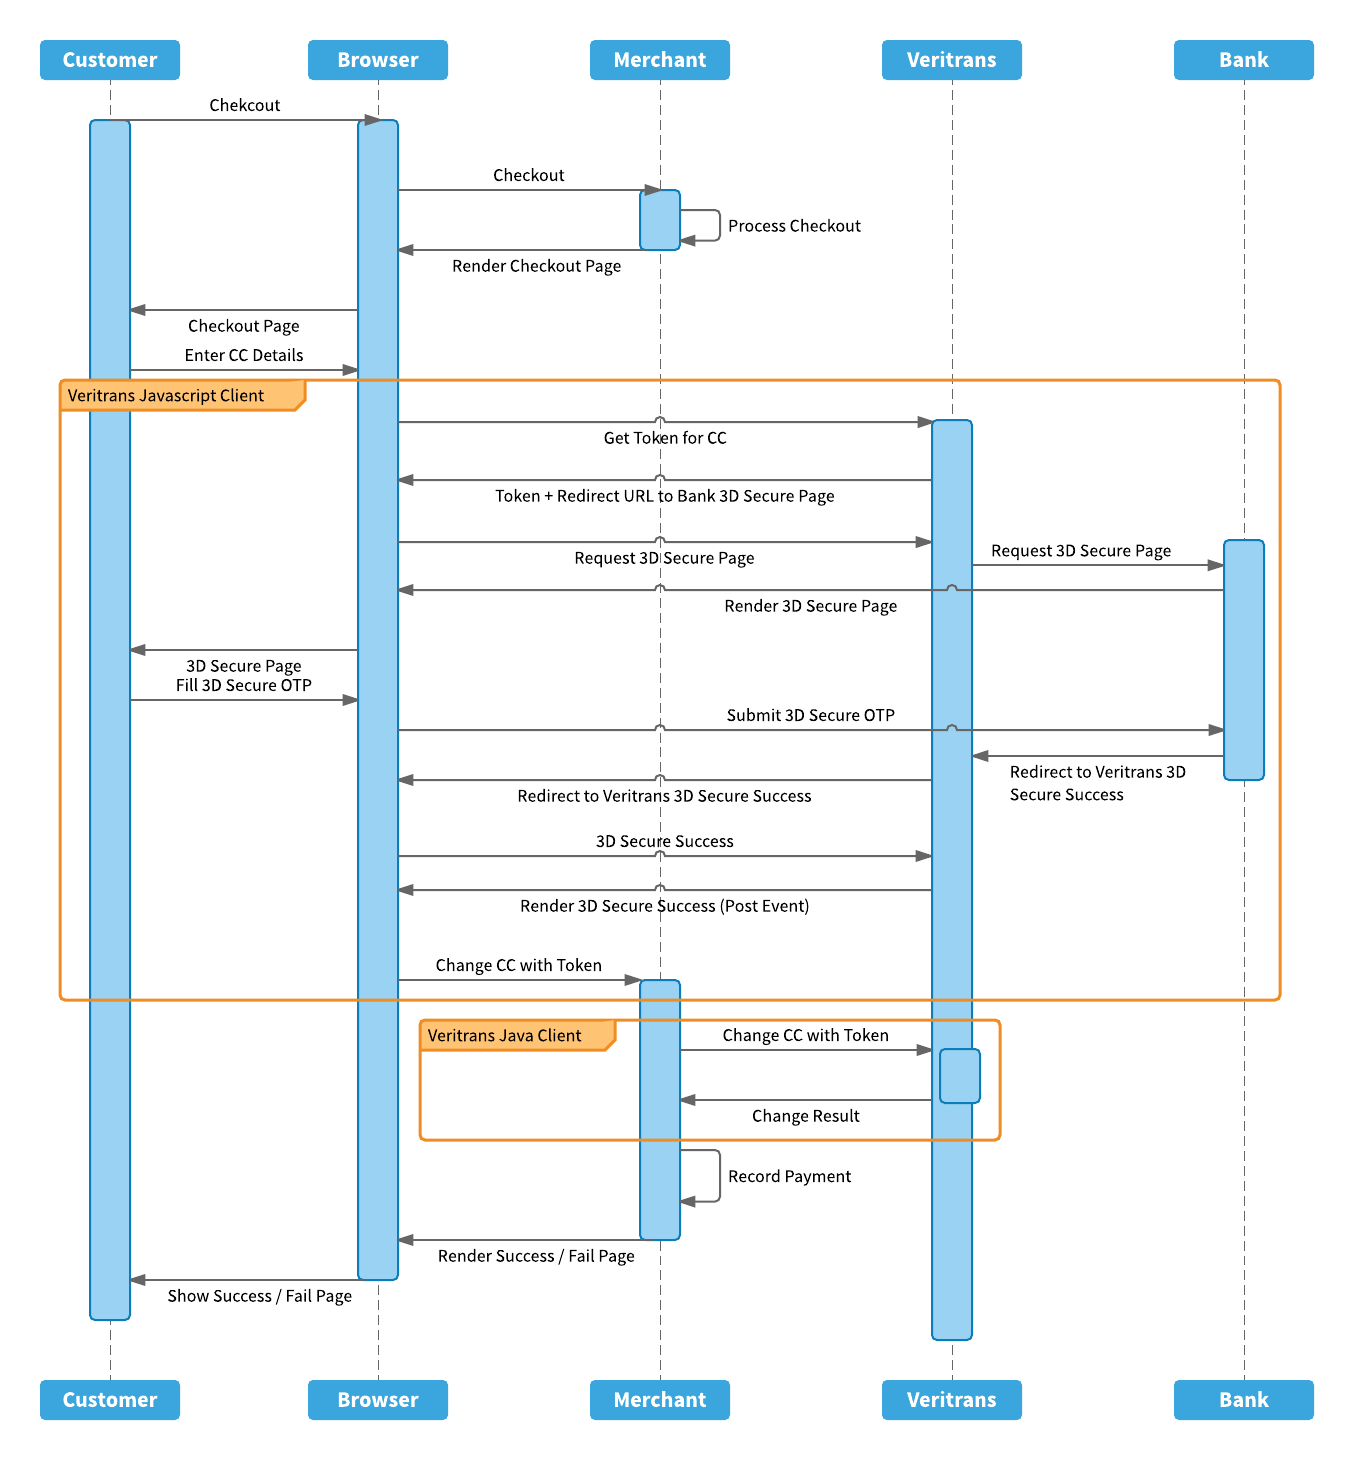 Customer
Browser
Merchant
Veritrans
Bank
Chekcout
Checkout
Process Checkout
Render Checkout Page
Checkout Page
Enter CC Details
Veritrans Javascript Client
Get Token for CC
Token + Redirect URL to Bank 3D Secure Page
Request 3D Secure Page
Request 3D Secure Page
Render 3D Secure Page
3D Secure Page
Fill 3D Secure OTP
Submit 3D Secure OTP
Redirect to Veritrans 3D
Secure Success
Redirect to Veritrans 3D Secure Success
3D Secure Success
Render 3D Secure Success (Post Event)
Change CC with Token
Veritrans Java Client
Change CC with Token
Change Result
Record Payment
Render Success / Fail Page
Show Success / Fail Page
Customer
Browser
Merchant
Veritrans
Bank